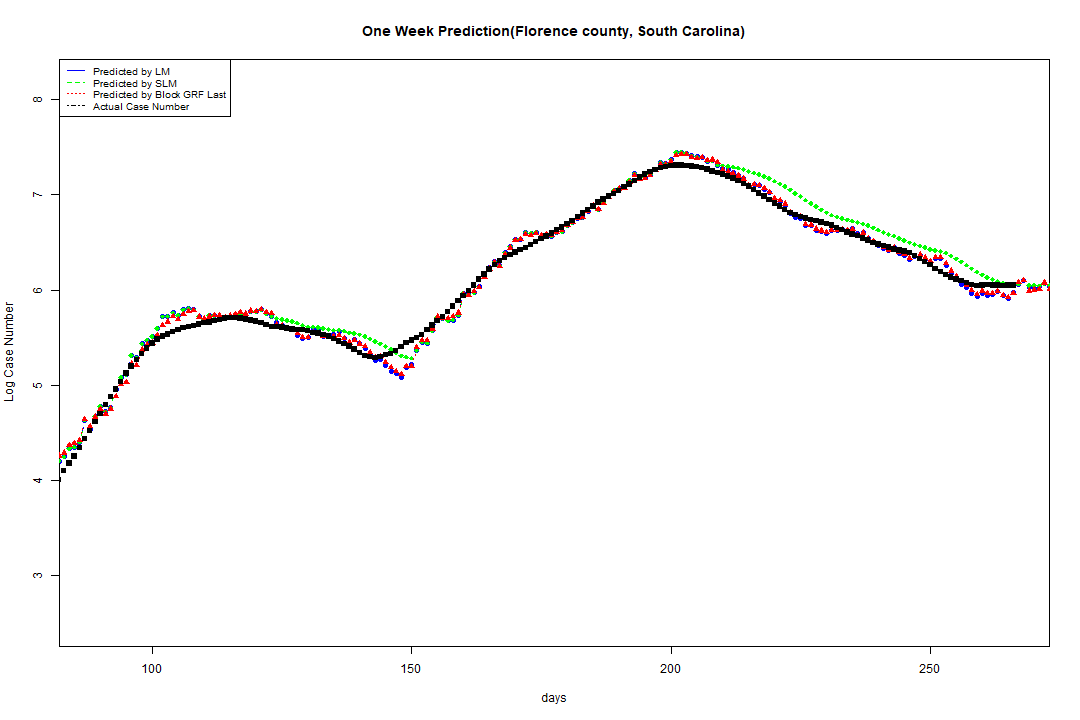 One Week Prediction(Florence county, South Carolina)
Predicted by LM
Predicted by SLM
Predicted by Block GRF Last
Actual Case Number
8
7
6
5
4
3
Log Case Number
100 150 200 250
days